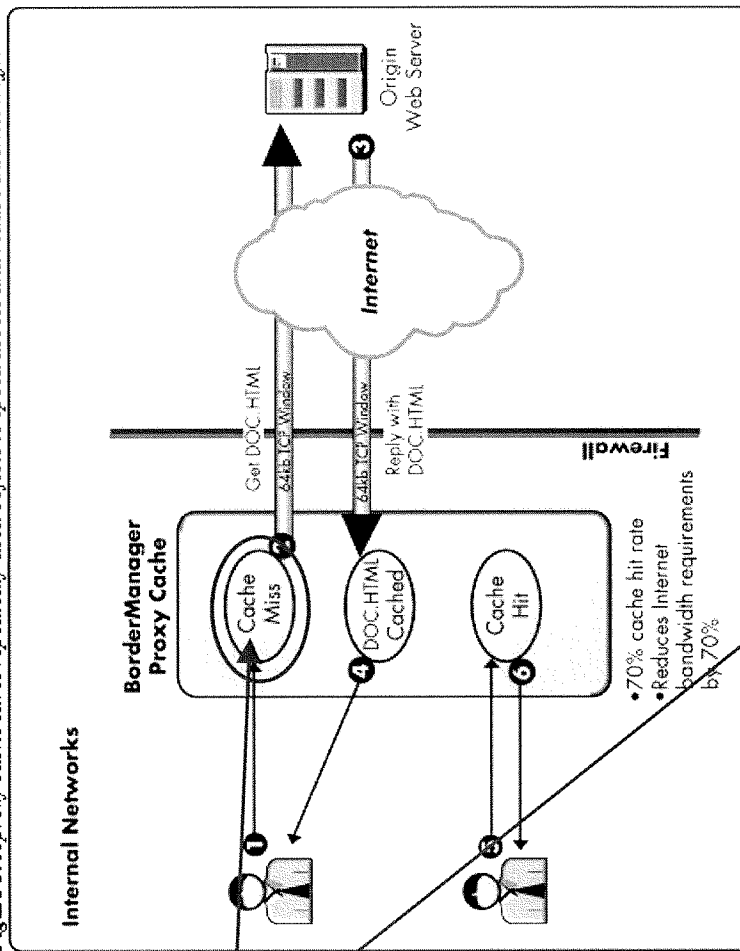 Internal Networks
BorderManager
Proxy Cache
Cache
Miss
DOC.HTML
Cached
Cache
Hit
•70% cache hit rate
•Reduces Internet
bandwidth requirements
by 70%
Firewall
Get DOC.HTML
64kb TCP Window
64kb TCP Window
Reply with
DOC.HTML
Internet
Origin
Web Server
1
2
3
4
5
6